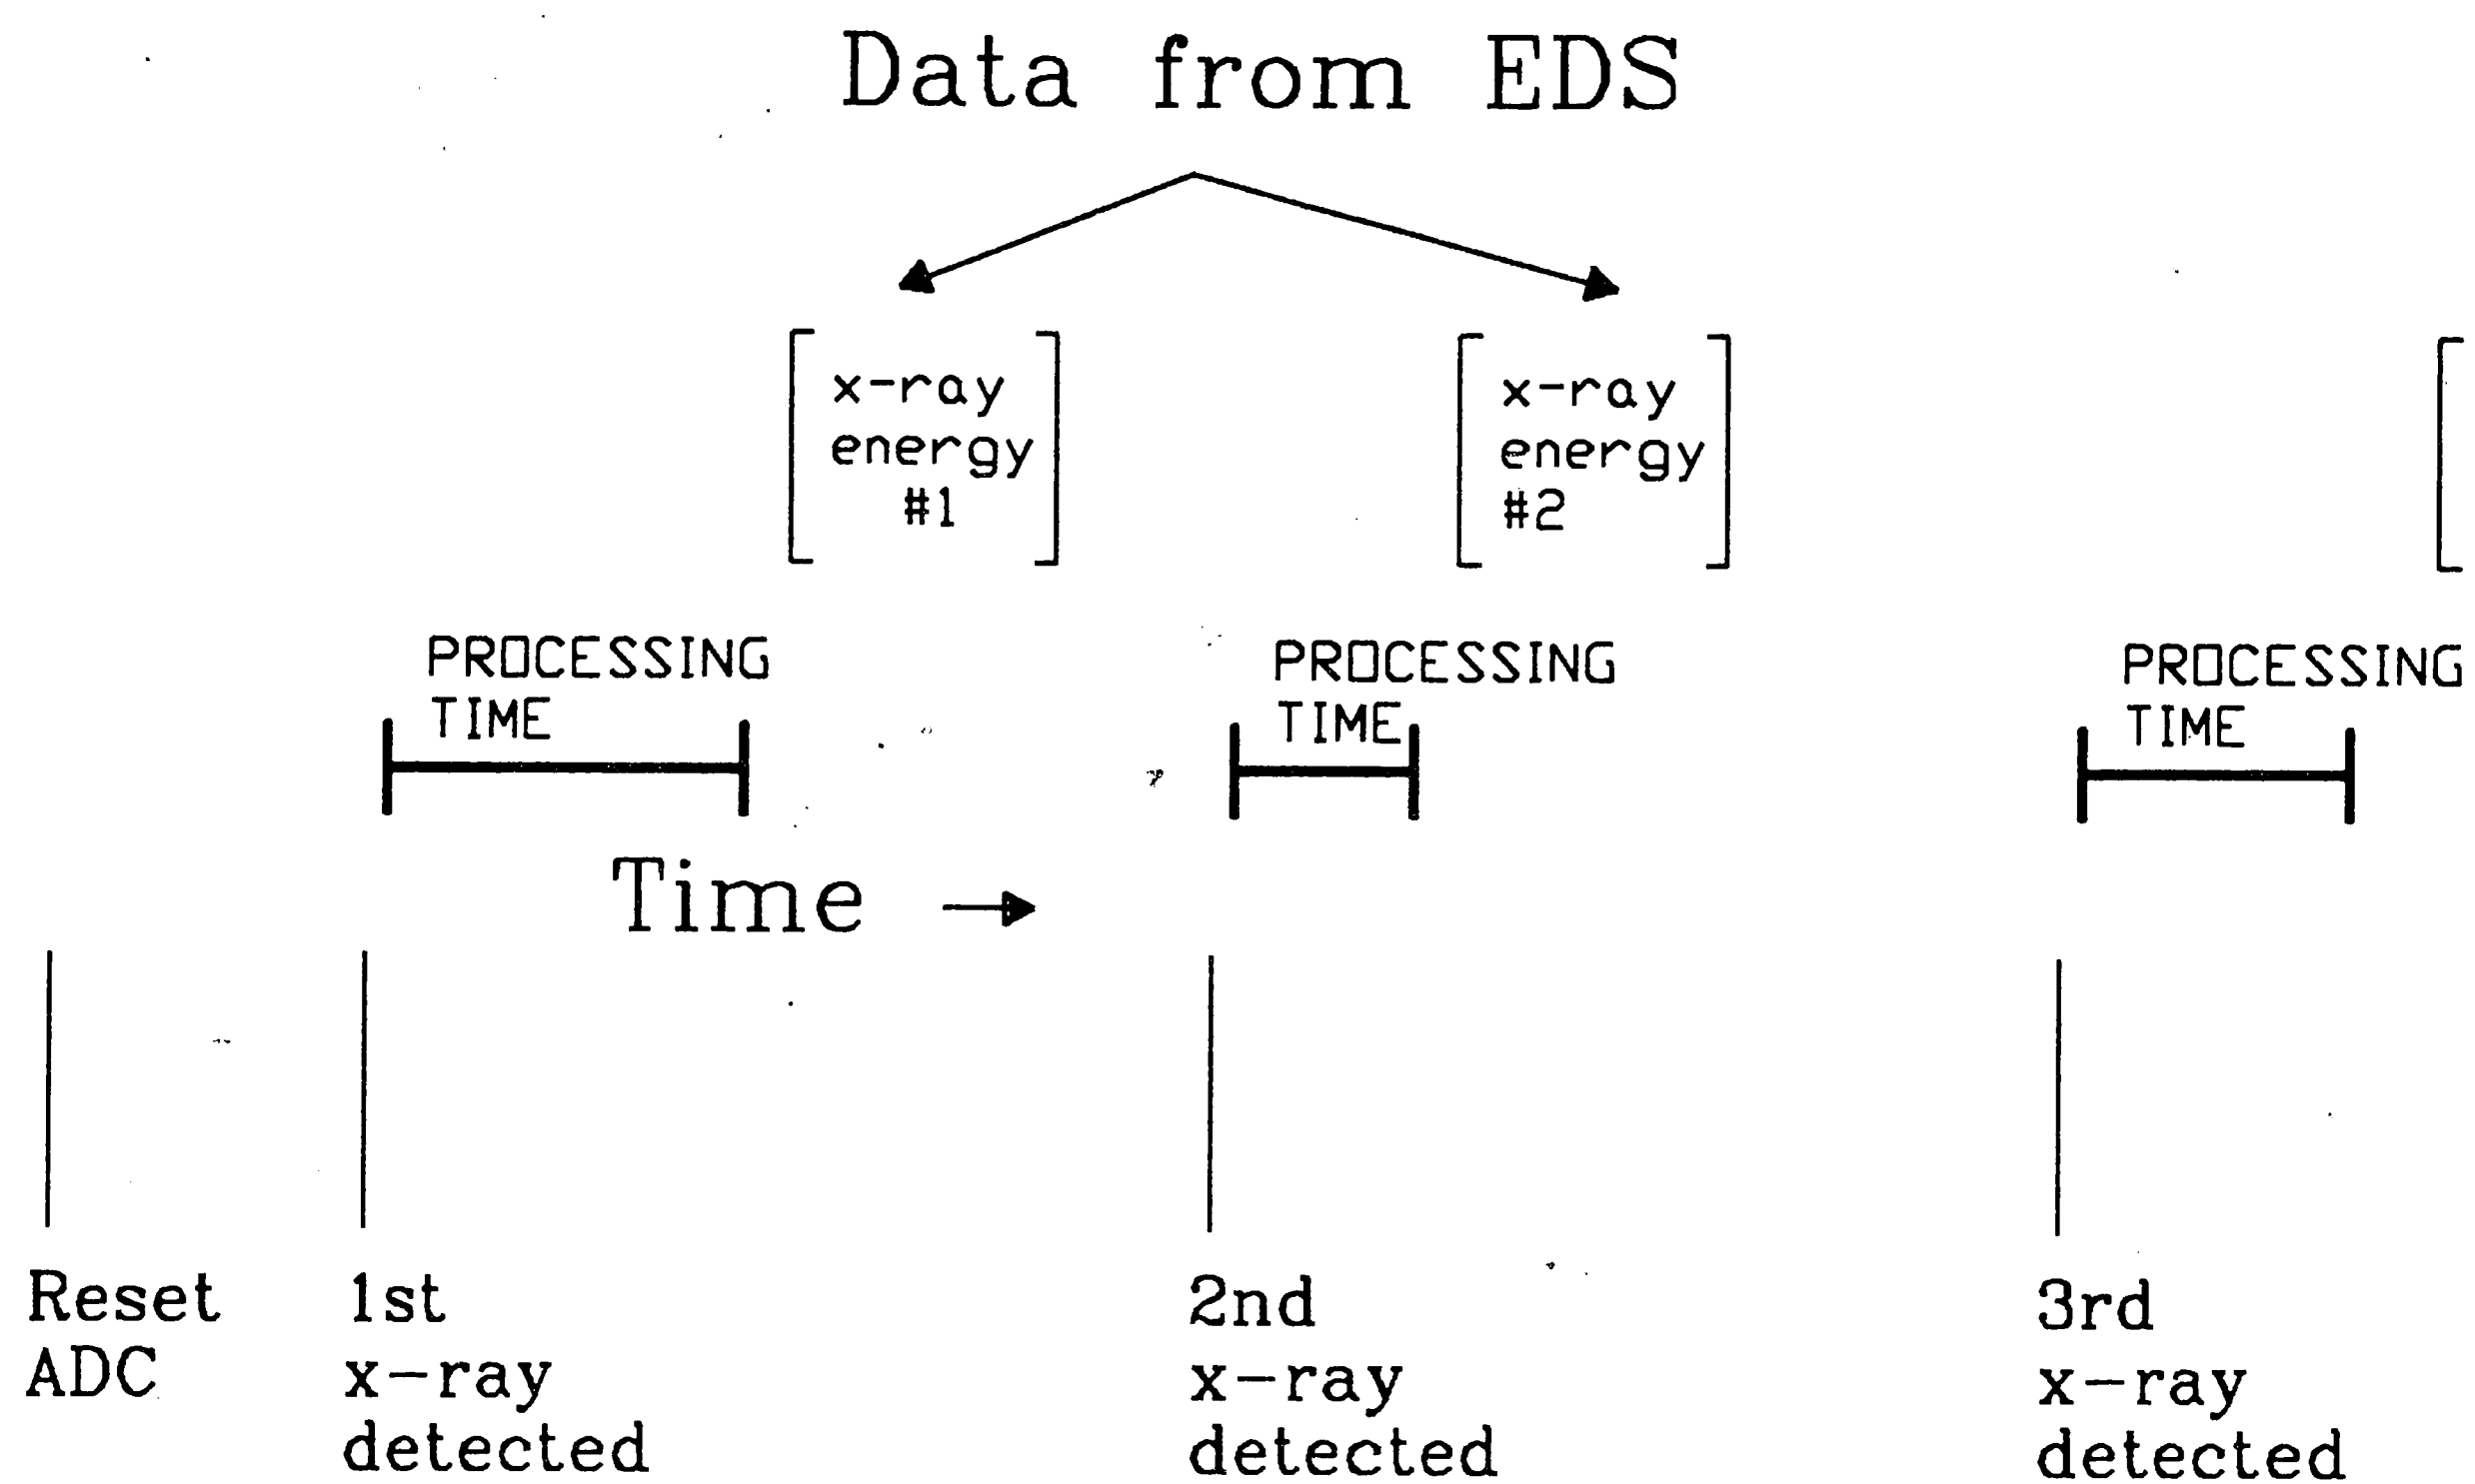 Data from EDS
x-ray
energy
#1
x-ray
energy
#2
PROCESSING
TIME
PROCESSING
TIME
PROCESSING
TIME
Time
Reset
ADC
1st
x-ray
detected
2nd
x-ray
detected
3rd
x-ray
detected